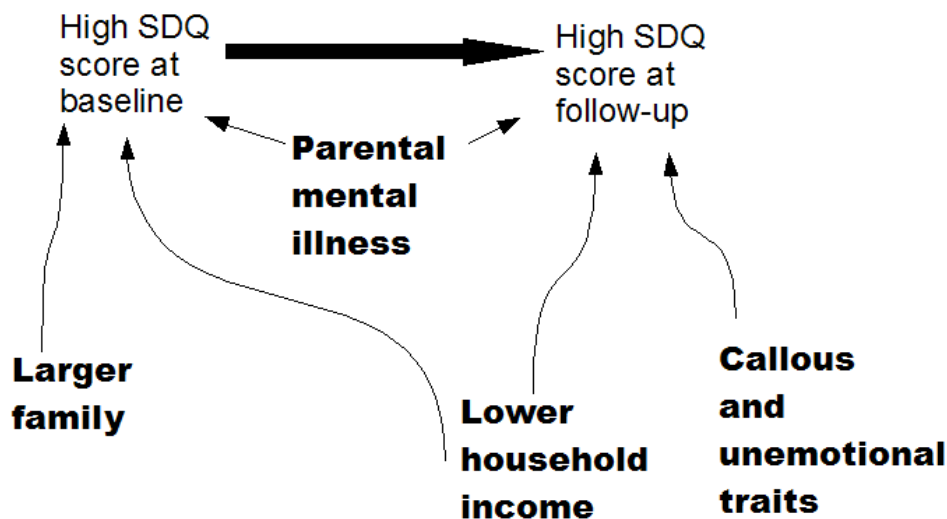 High SDQ
score at
baseline
High SDQ
score at
follow-up
Parental
mental
illness
Larger
family
Lower
household
income
Callous
and
unemotional
traits